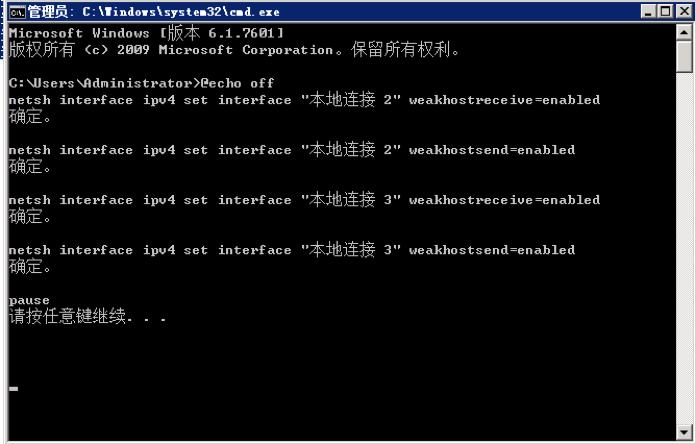 管理员: C:\Windows\system32\cmd.exe
Microsoft Windows [版本 6.1.7601]
版权所有 (c) 2009 Microsoft Corporation。保留所有权利。
C:\Users\Administrator>@echo off
netsh interface ipv4 set interface "本地连接 2" weakhostreceive=enabled
确定。
netsh interface ipv4 set interface "本地连接 2" weakhostsend=enabled
确定。
netsh interface ipv4 set interface "本地连接 3" weakhostreceive=enabled
确定。
netsh interface ipv4 set interface "本地连接 3" weakhostsend=enabled
确定。
pause
请按任意键继续. . .